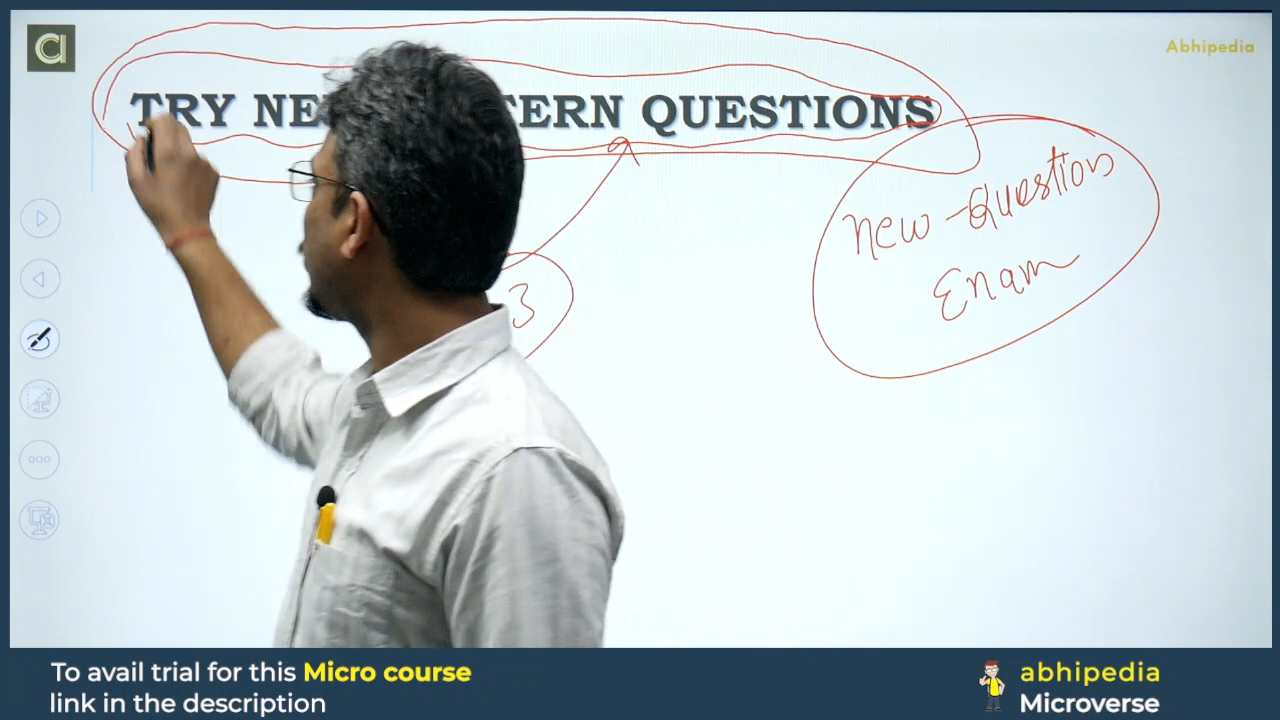 Abhipedia
TRY NE TERN QUESTIONS
New-Question
Exam
3
To avail trial for this Micro course
link in the description
abhipedia
Microverse